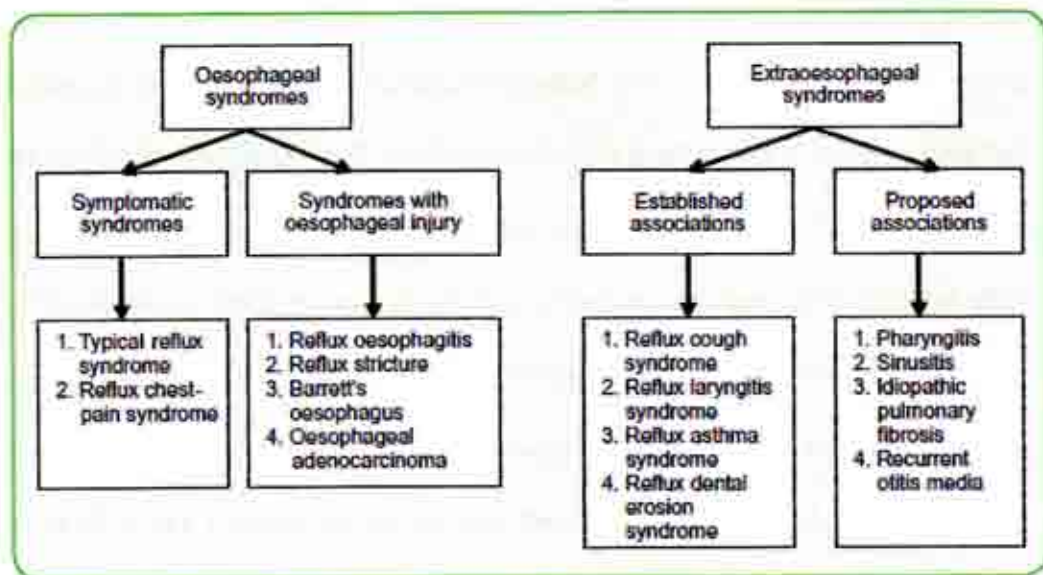 Oesophageal
syndromes
Extraoesophageal
syndromes
Symptomatic
syndromes
Syndromes with
oesophageal injury
Established
associations
Proposed
associations
1. Typical reflux
syndrome
2. Reflux chest-
pain syndrome
1. Reflux oesophagitis
2. Reflux stricture
3. Barrett's
oesophagus
4. Oesophageal
adenocarcinoma
1. Reflux cough
syndrome
2. Reflux laryngitis
syndrome
3. Reflux asthma
syndrome
4. Reflux dental
erosion
syndrome
1. Pharyngitis
2. Sinusitis
3. Idiopathic
pulmonary
fibrosis
4. Recurrent
otitis media